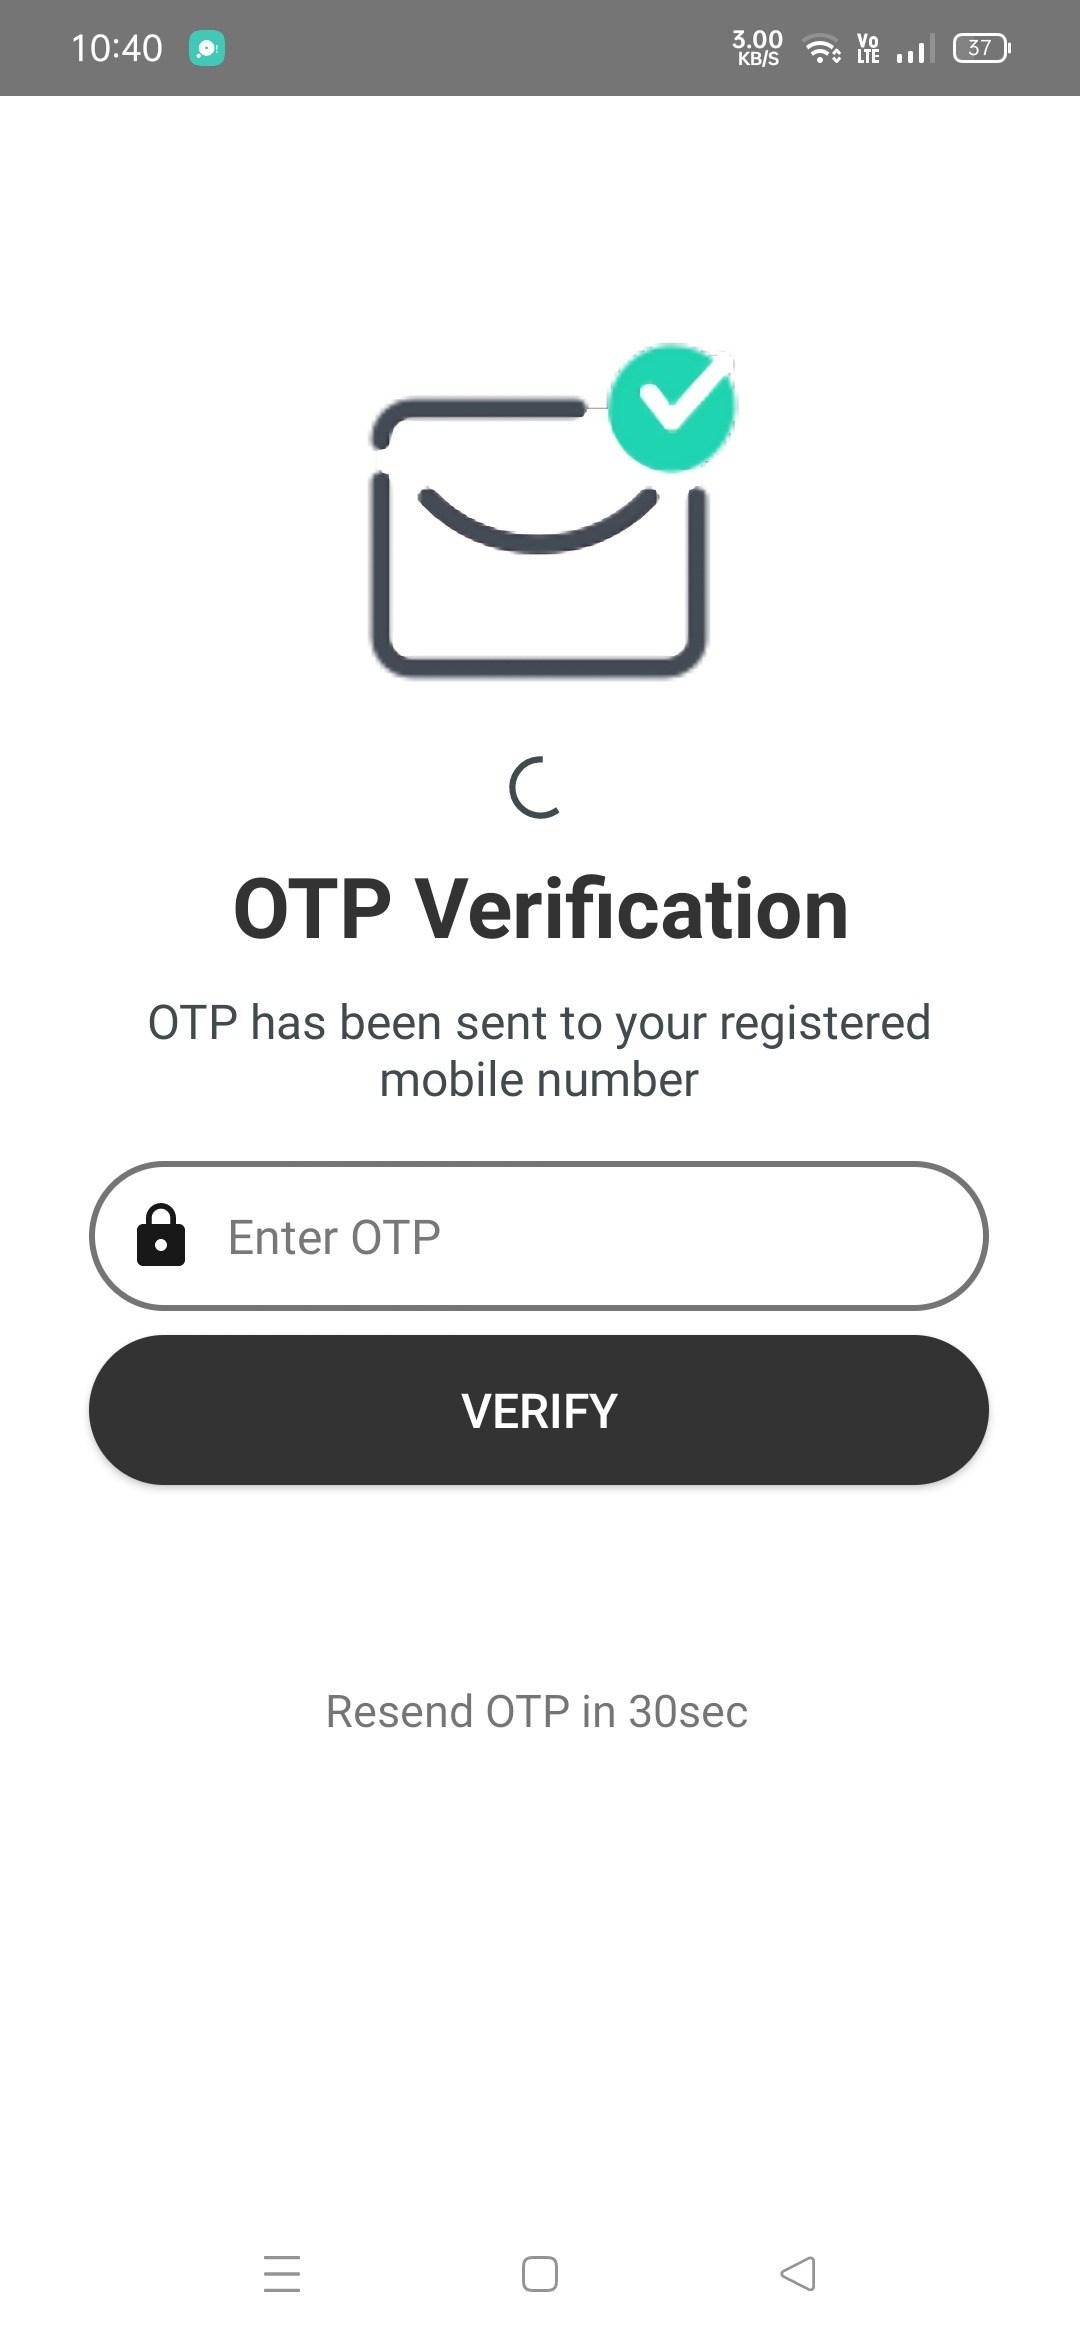 10:40
3.00
KB/S
Vo
LTE
37
OTP Verification
OTP has been sent to your registered
mobile number
Enter OTP
VERIFY
Resend OTP in 30sec